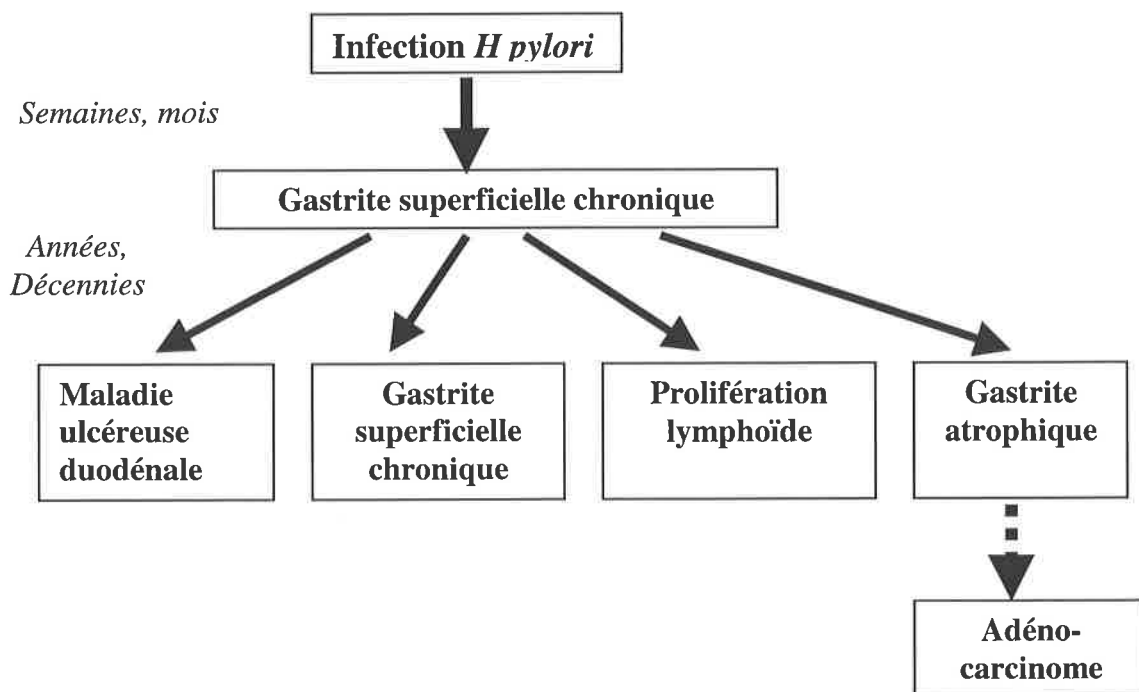 Infection H pylori
Semaines, mois
Gastrite superficielle chronique
Années,
Décennies
Maladie
ulcéreuse
duodénale
Gastrite
superficielle
chronique
Prolifération
lymphoïde
Gastrite
atrophique
Adéno-
carcinome